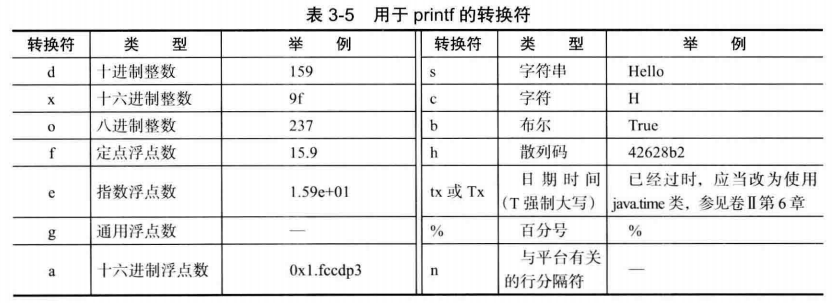 表 3-5 用于 printf 的转换符
转换符 类 型 举 例 转换符 类 型 举 例
d 十进制整数 159 s 字符串 Hello
x 十六进制整数 9f c 字符 H
o 八进制整数 237 b 布尔 True
f 定点浮点数 15.9 h 散列码 42628b2
e 指数浮点数 1.59e+01 tx 或 Tx 日期时间 已经过时，应当改为使用
（T 强制大写） java.time 类，参见卷Ⅱ第 6 章
g 通用浮点数 — % 百分号 %
a 十六进制浮点数 0x1.fccdp3 n 与平台有关 —
的行分隔符